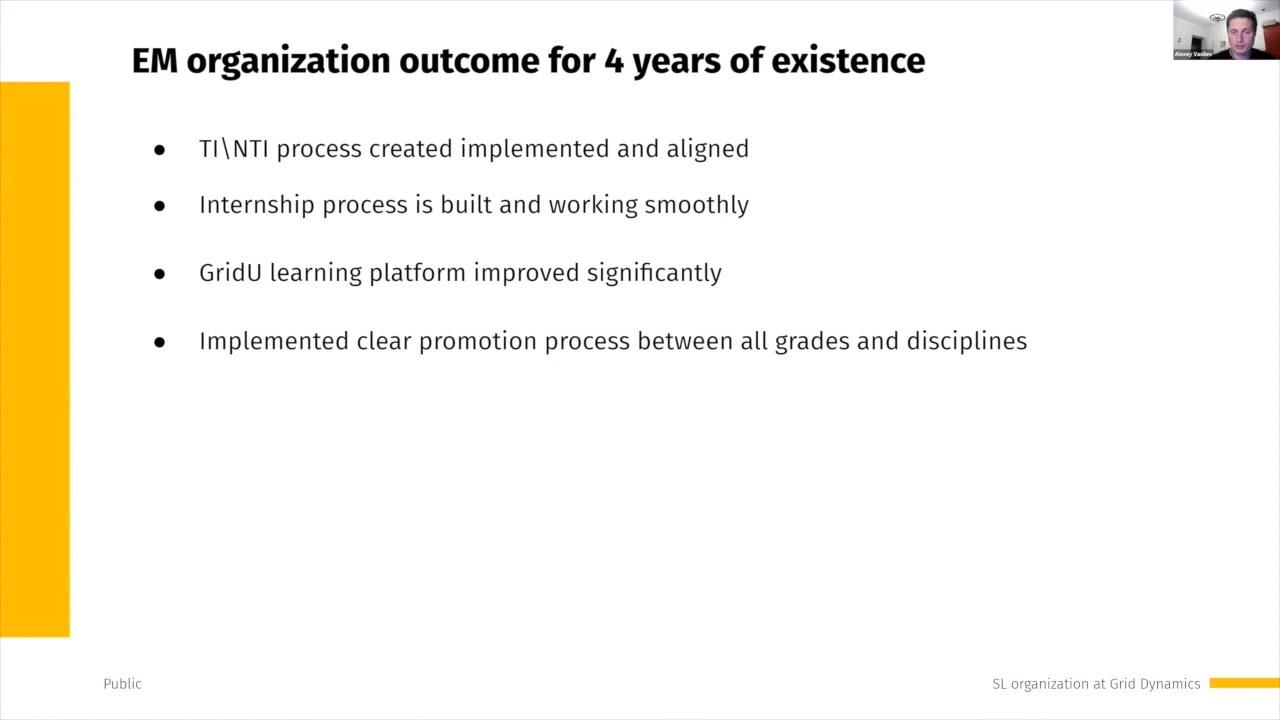 EM organization outcome for 4 years of existence
Alexey Vasilev
● TI\NTI process created implemented and aligned
● Internship process is built and working smoothly
● GridU learning platform improved significantly
● Implemented clear promotion process between all grades and disciplines
Public
SL organization at Grid Dynamics